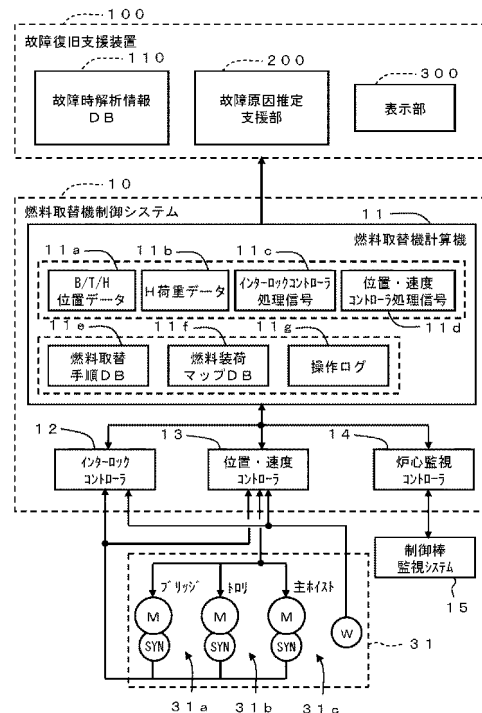 100
故障復旧支援装置
110
200
300
故障時解析情報
DB
故障原因推定
支援部
表示部
10
燃料取替機制御システム
11
燃料取替機計算機
11a
11b
11c
B/T/H
位置データ
H荷重データ
インターロックコントローラ
処理信号
位置・速度
コントローラ処理信号
11d
11e
11f
11g
燃料取替
手順DB
燃料装荷
マップDB
操作ログ
12
13
14
インターロック
コントローラ
位置・速度
コントローラ
炉心監視
コントローラ
制御棒
監視システム
15
ブリッジ
トロリ
主ホイスト
M
M
M
W
SYN
SYN
SYN
31
31a
31b
31c